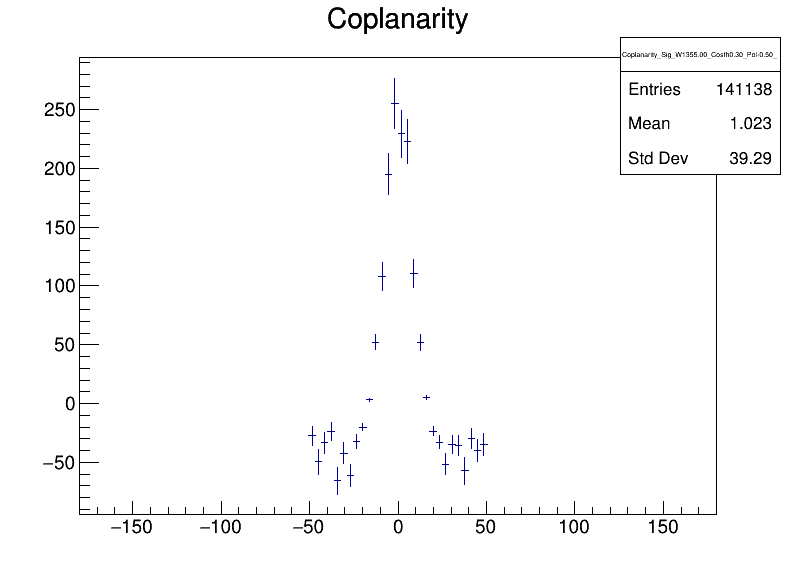 Coplanarity
Coplanarity_Sig_W1355.00_Costh0.30_Pol-0.50_
Entries 141138
Mean 1.023
Std Dev 39.29
250
200
150
100
50
0
−50
−150 −100 −50 0 50 100 150